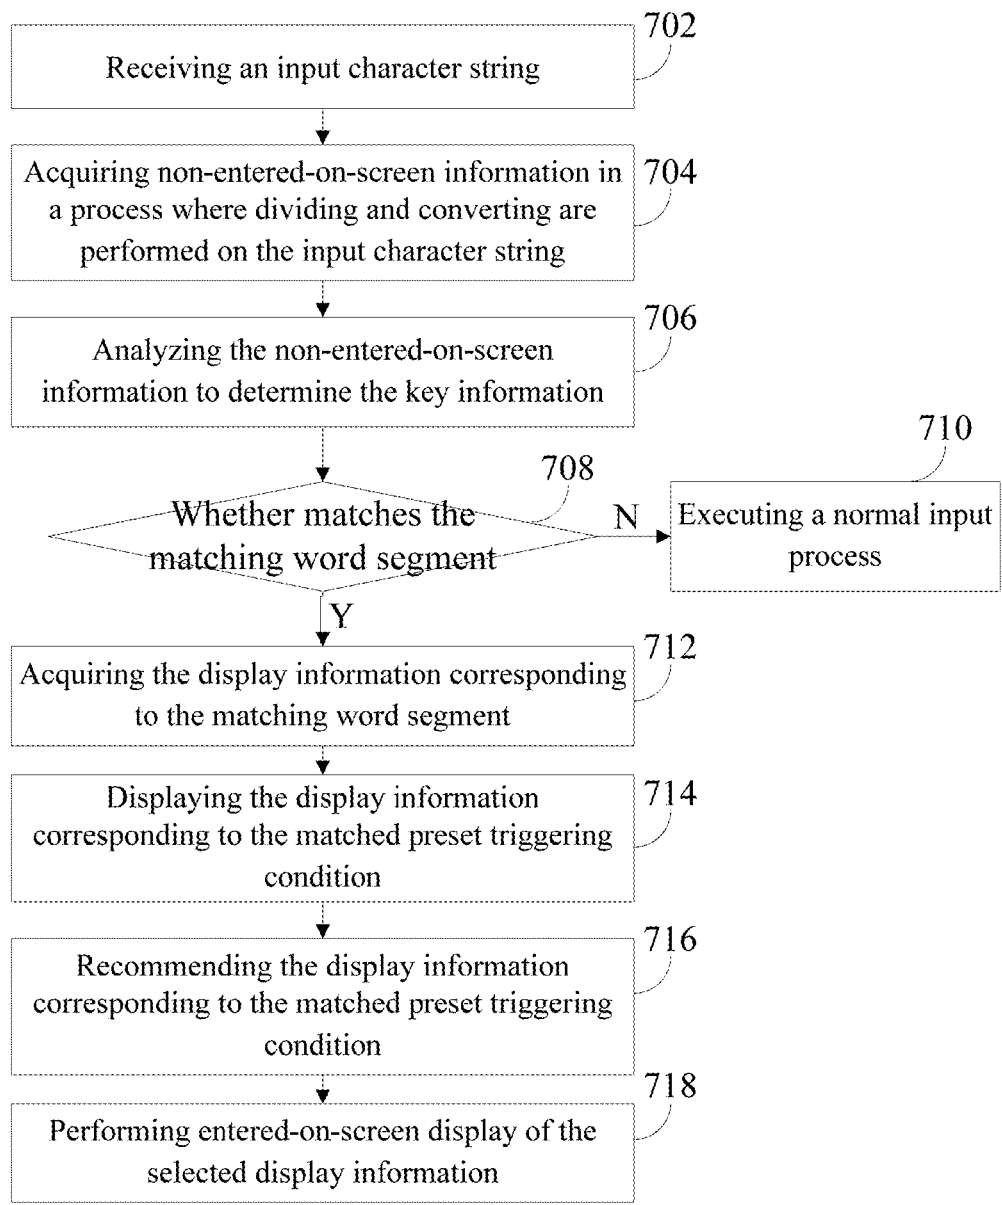 702
Receiving an input character string
704
Acquiring non-entered-on-screen information in
a process where dividing and converting are
performed on the input character string
706
Analyzing the non-entered-on-screen
information to determine the key information
708
Whether matches the
matching word segment
N
710
Executing a normal input
process
Y
712
Acquiring the display information corresponding
to the matching word segment
714
Displaying the display information
corresponding to the matched preset triggering
condition
716
Recommending the display information
corresponding to the matched preset triggering
condition
718
Performing entered-on-screen display of the
selected display information